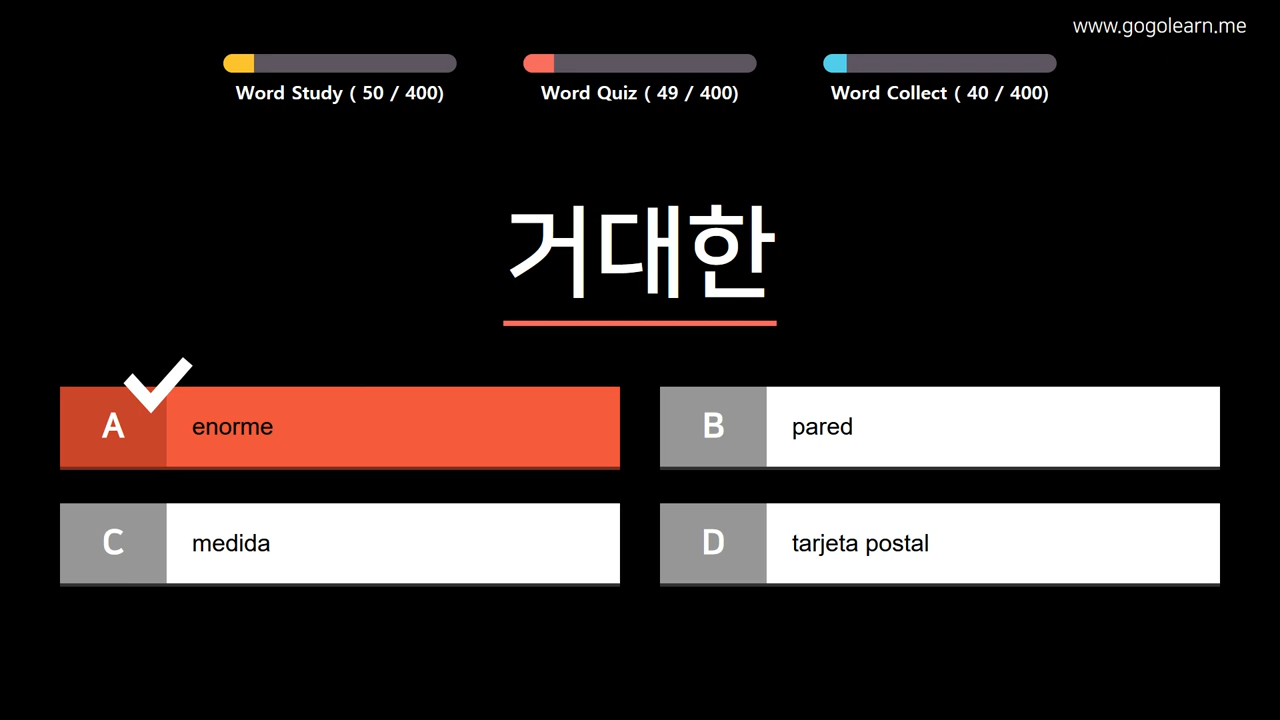 www.gogolearn.me
Word Study ( 50 / 400)
Word Quiz ( 49 / 400)
Word Collect ( 40 / 400)
거대한
A enorme
B pared
C medida
D tarjeta postal